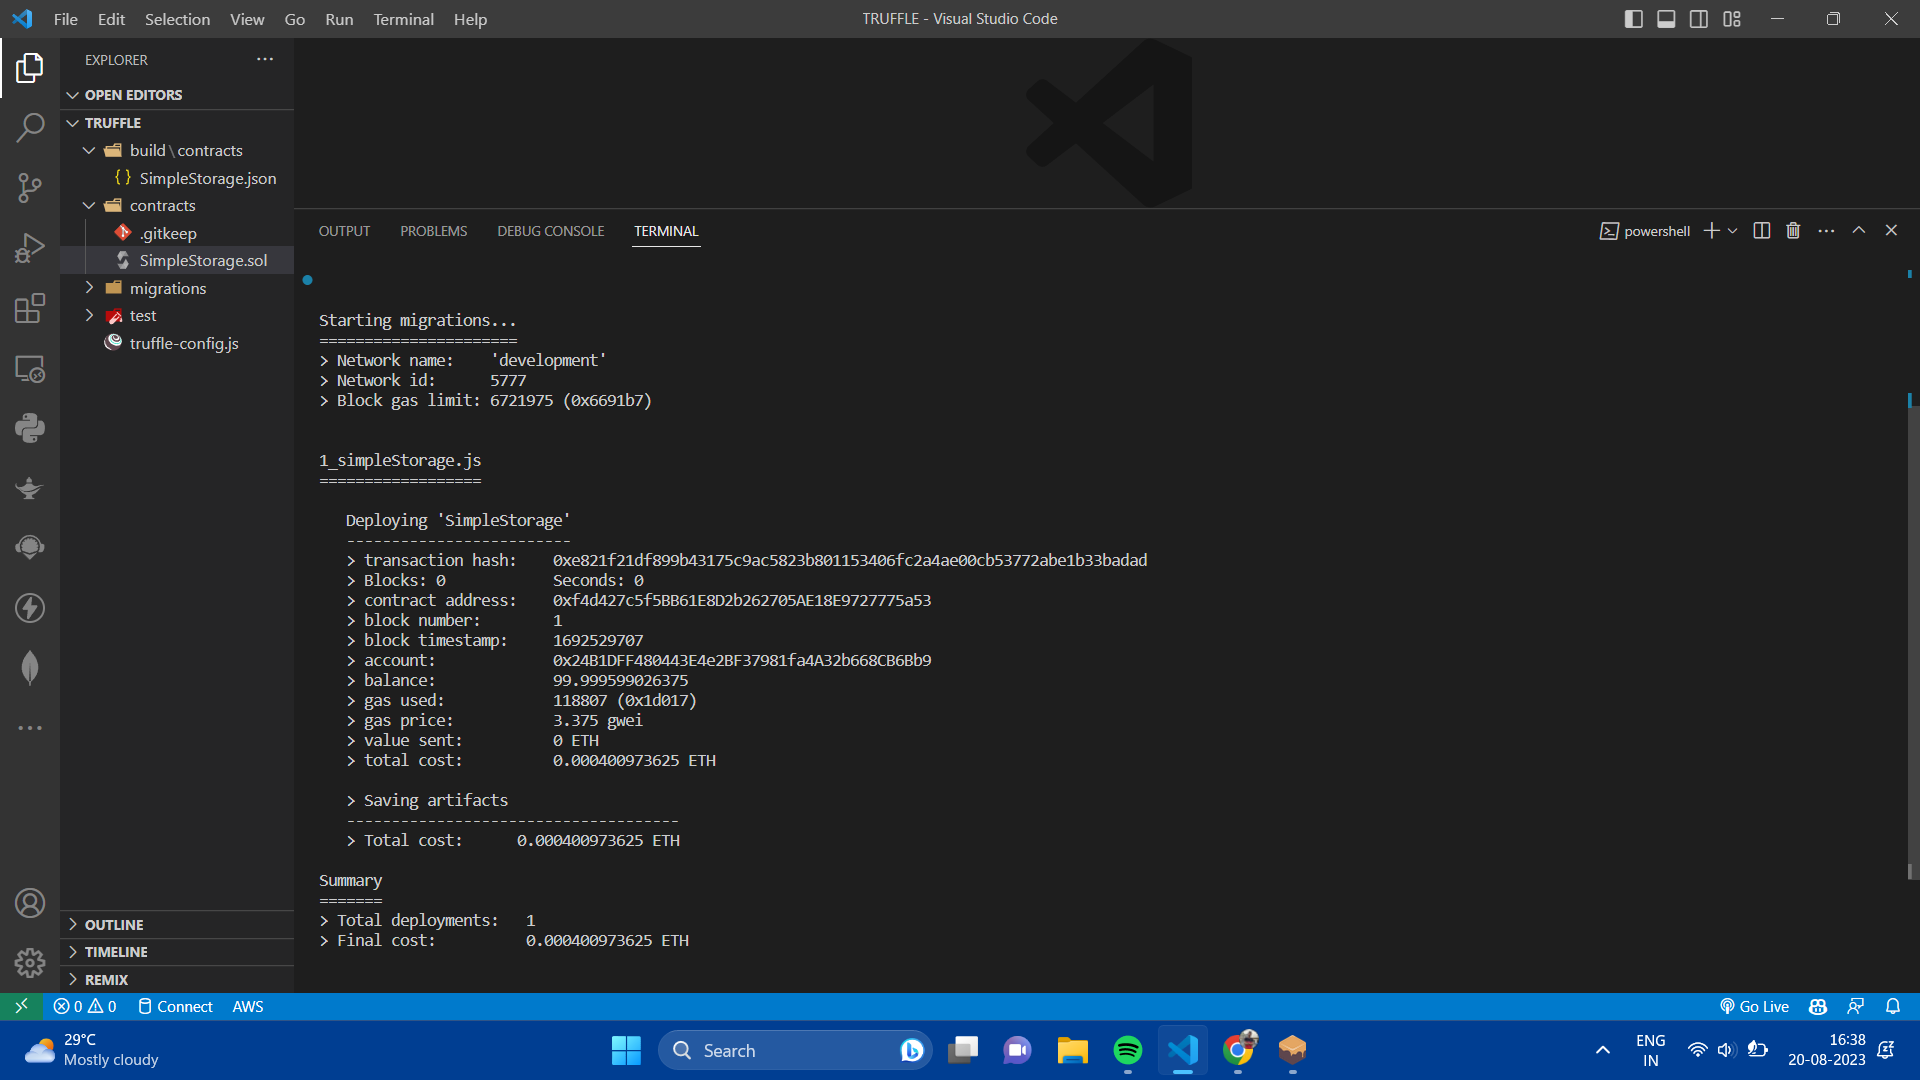 File Edit Selection View Go Run Terminal Help
TRUFFLE - Visual Studio Code
EXPLORER
OPEN EDITORS
TRUFFLE
build\contracts
{} SimpleStorage.json
contracts
.gitkeep
SimpleStorage.sol
migrations
test
truffle-config.js
OUTLINE
TIMELINE
REMIX
OUTPUT PROBLEMS DEBUG CONSOLE TERMINAL
powershell
Starting migrations...
======================
> Network name: 'development'
> Network id: 5777
> Block gas limit: 6721975 (0x6691b7)
1_simpleStorage.js
==================
Deploying 'SimpleStorage'
-------------------------
> transaction hash: 0xe821f21df899b43175c9ac5823b801153406fc2a4ae00cb53772abe1b33badad
> Blocks: 0 Seconds: 0
> contract address: 0xf4d427c5f5BB61E8D2b262705AE18E9727775a53
> block number: 1
> block timestamp: 1692529707
> account: 0x24B1DFF480443E4e2BF37981fa4A32b668CB6Bb9
> balance: 99.999599026375
> gas used: 118807 (0x1d017)
> gas price: 3.375 gwei
> value sent: 0 ETH
> total cost: 0.000400973625 ETH
> Saving artifacts
-------------------------------------
> Total cost: 0.000400973625 ETH
Summary
=======
> Total deployments: 1
> Final cost: 0.000400973625 ETH
0 0 Connect AWS
Go Live
29°C
Mostly cloudy
Search
ENG
IN
16:38
20-08-2023